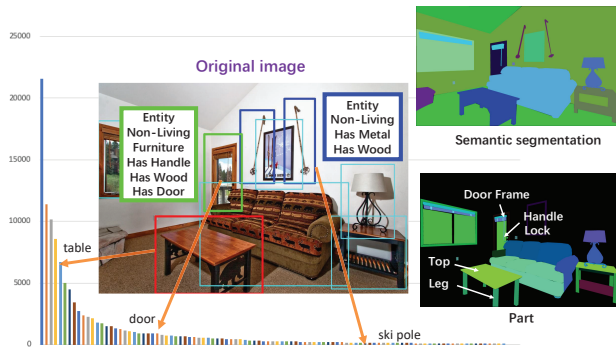 25000
20000
15000
10000
5000
0
Original image
Entity
Non-Living
Furniture
Has Handle
Has Wood
Has Door
Entity
Non-Living
Has Metal
Has Wood
table
door
ski pole
Semantic segmentation
Door Frame
Handle
Lock
Top
Leg
Part